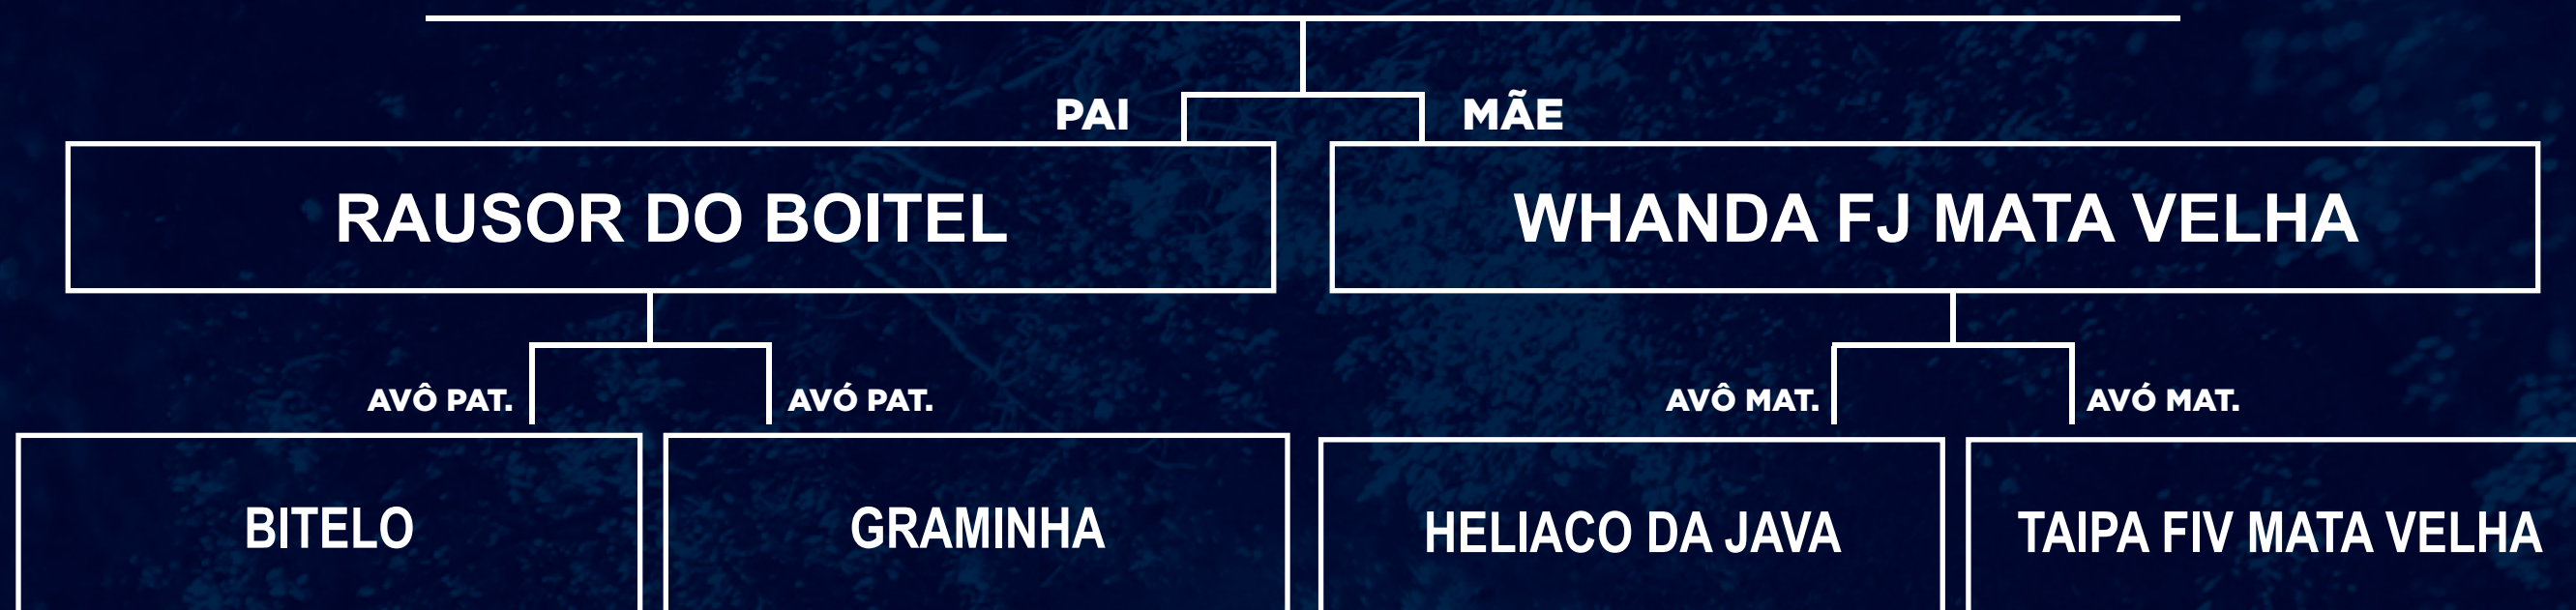 PAI MÃE
RAUSOR DO BOITEL WHANDA FJ MATA VELHA
AVÔ PAT. AVÓ PAT. AVÔ MAT. AVÓ MAT.
BITELO GRAMINHA HELIACO DA JAVA TAIPA FIV MATA VELHA